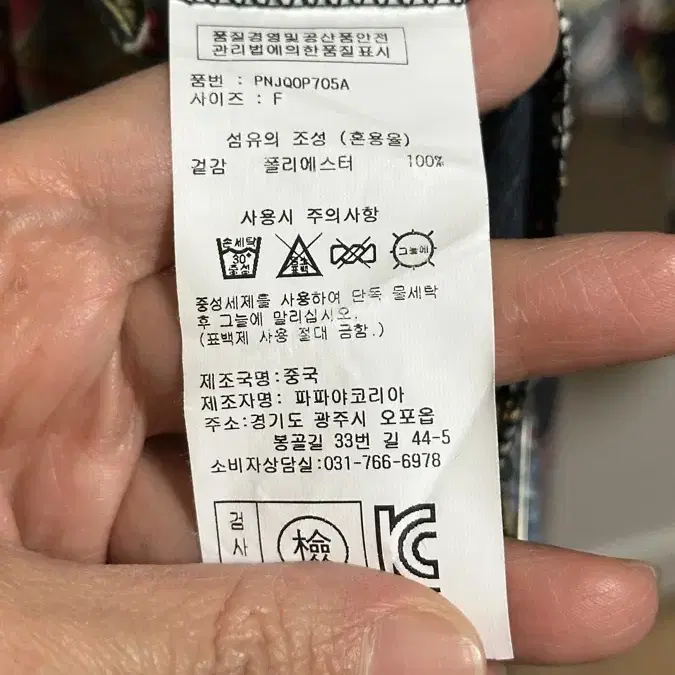 품질경영및공산품안전
관리법에의한품질표시
품번 : PNJQOP705A
사이즈 : F
섬유의 조성 (혼용율)
겉감 폴리에스터 100%
사용시 주의사항
손세탁 30° 중성 염소 표백 그늘에
중성세제를 사용하여 단독 물세탁
후 그늘에 말리십시오.
(표백제 사용 절대 금함.)
제조국명:중국
제조자명: 파파야코리아
주소:경기도 광주시 오포읍
봉골길 33번 길 44-5
소비자상담실:031-766-6978
검사 檢